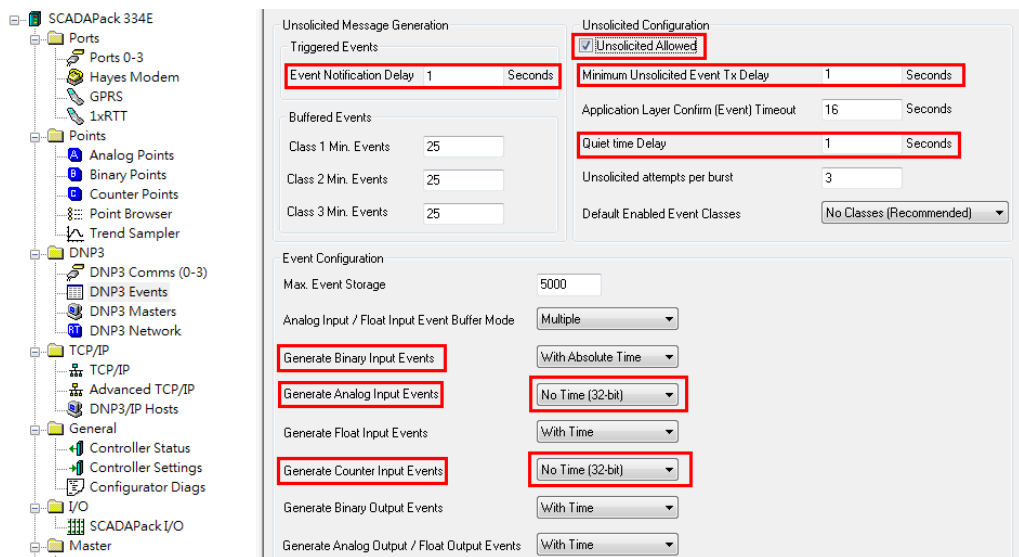 SCADAPack 334E
Ports
Ports 0-3
Hayes Modem
GPRS
1xRTT
Points
Analog Points
Binary Points
Counter Points
Point Browser
Trend Sampler
DNP3
DNP3 Comms (0-3)
DNP3 Events
DNP3 Masters
DNP3 Network
TCP/IP
TCP/IP
Advanced TCP/IP
DNP3/IP Hosts
General
Controller Status
Controller Settings
Configurator Diags
I/O
SCADAPack I/O
Master
Unsolicited Message Generation
Triggered Events
Event Notification Delay 1 Seconds
Buffered Events
Class 1 Min. Events 25
Class 2 Min. Events 25
Class 3 Min. Events 25
Unsolicited Configuration
Unsolicited Allowed
Minimum Unsolicited Event Tx Delay 1 Seconds
Application Layer Confirm (Event) Timeout 16 Seconds
Quiet time Delay 1 Seconds
Unsolicited attempts per burst 3
Default Enabled Event Classes No Classes (Recommended)
Event Configuration
Max. Event Storage 5000
Analog Input / Float Input Event Buffer Mode Multiple
Generate Binary Input Events With Absolute Time
Generate Analog Input Events No Time (32-bit)
Generate Float Input Events With Time
Generate Counter Input Events No Time (32-bit)
Generate Binary Output Events With Time
Generate Analog Output / Float Output Events With Time